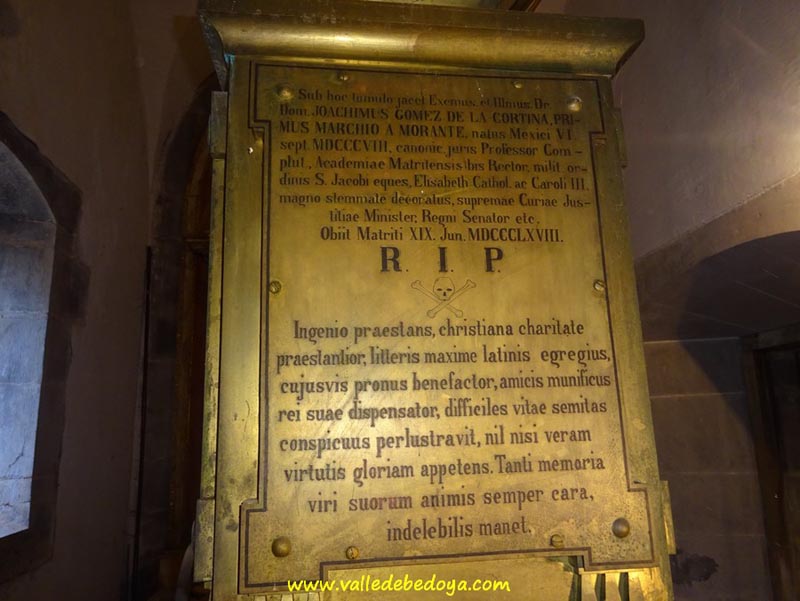 Sub hoc tumulo jacet Exemus. et Illmus. Dr.
Dom. JOACHIMUS GOMEZ DE LA CORTINA, PRI-
MUS MARCHIO A MORANTE, natus Mexici VI.
sept. MDCCCVIII, canonic. juris Professor Com-
plut., Academiae Matritensis bis Rector, milit. or-
dinis S. Jacobi eques, Elisabeth Cathol. ac Caroli III.
magno stemmate decoratus, supremae Curiae Jus-
titiae Minister, Regni Senator etc.
Obiit Matriti XIX. Jun. MDCCCLXVIII.
R. I. P.
Ingenio praestans, christiana charitate
praestantior, litteris maxime latinis egregius,
cujusvis pronus benefactor, amicis munificus
rei suae dispensator, difficiles vitae semitas
conspicuus perlustravit, nil nisi veram
virtutis gloriam appetens. Tanti memoria
viri suorum animis semper cara,
indelebilis manet.
www.valledebedoya.com